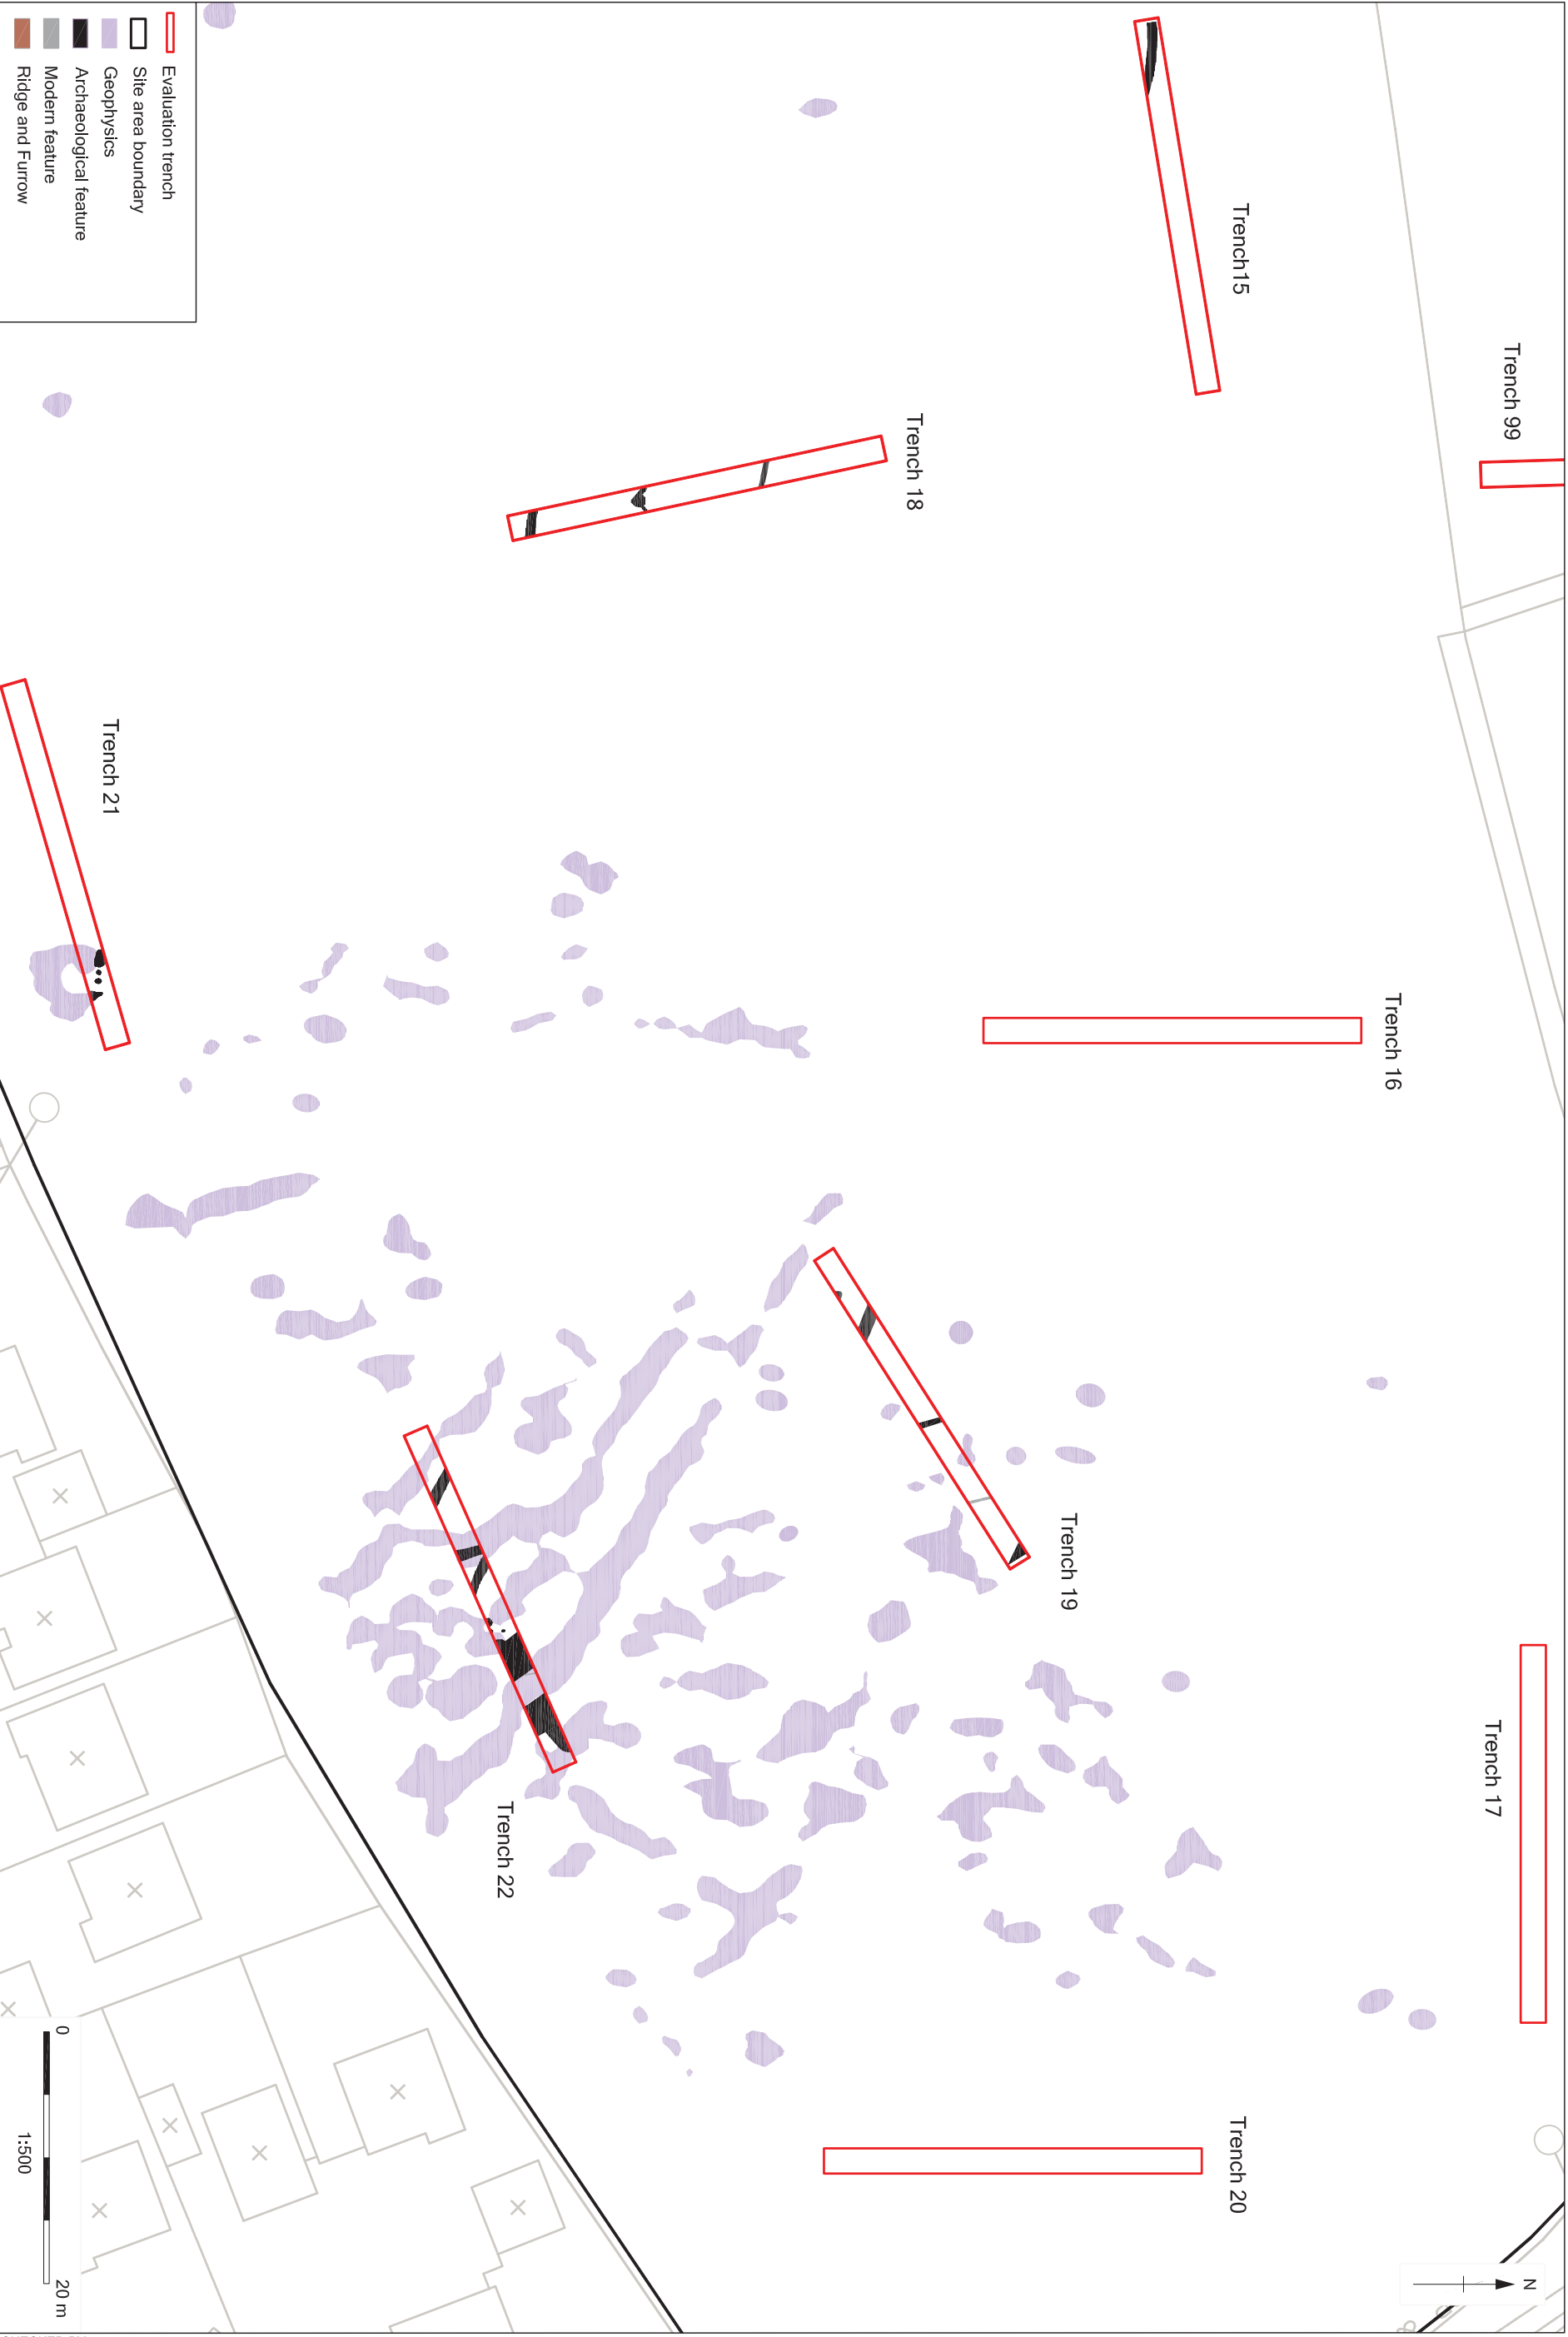 Trench 99
Trench15
Trench 18
Trench 16
Trench 17
Trench 19
Trench 20
Trench 21
Trench 22
N
Evaluation trench
Site area boundary
Geophysics
Archaeological feature
Modern feature
Ridge and Furrow
0
20 m
1:500